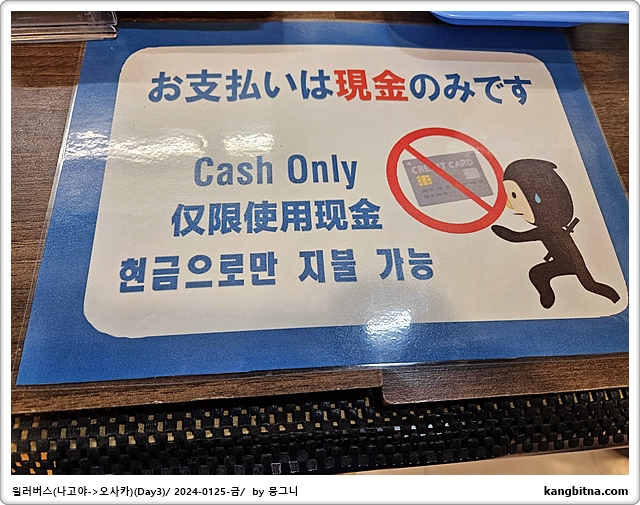 お支払いは現金のみです
Cash Only
仅限使用现金
현금으로만 지불 가능
CREDIT CARD
윌러버스(나고야->오사카)(Day3)/ 2024-0125-금/ by 뭉그니
kangbitna.com